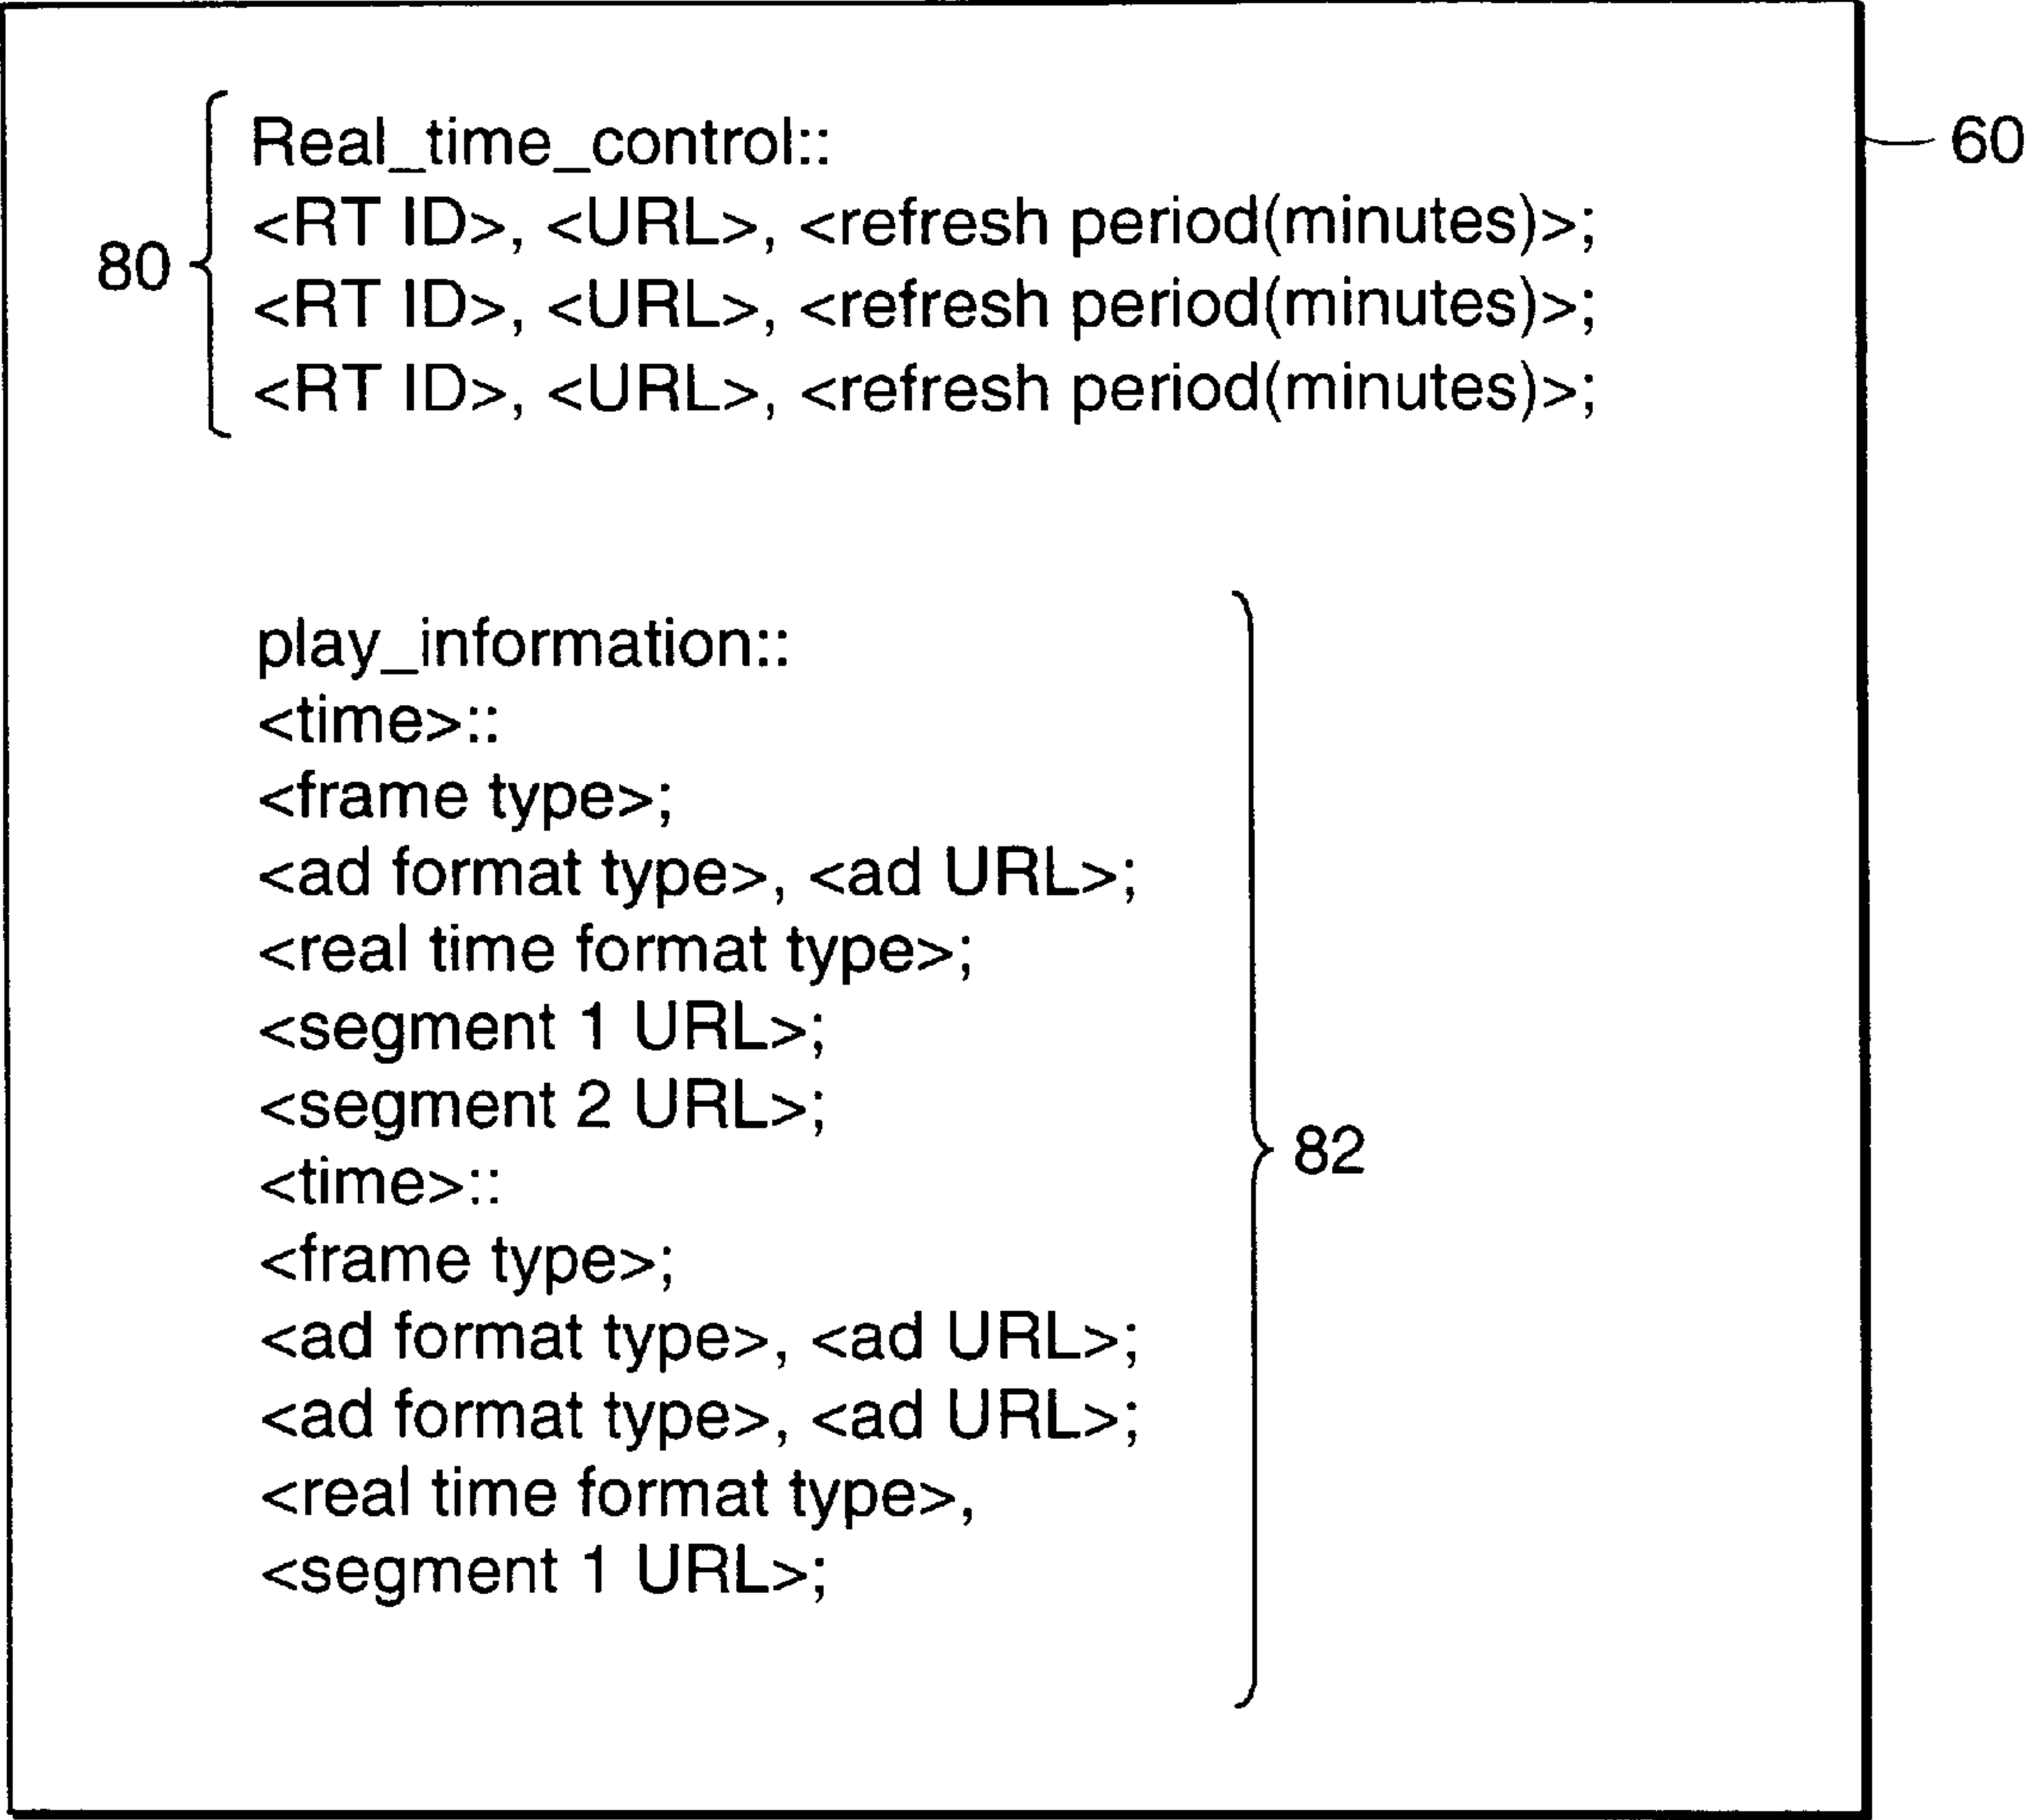 Real_time_control::
60
<RT ID>, <URL>, <refresh period(minutes)>;
80
<RT ID>, <URL>, <refresh period(minutes)>;
<RT ID>, <URL>, <refresh period(minutes)>;
play_information::
<time>::
<frame type>;
<ad format type>, <ad URL>;
<real time format type>;
<segment 1 URL>;
<segment 2 URL>;
82
<time>::
<frame type>;
<ad format type>, <ad URL>;
<ad format type>, <ad URL>;
<real time format type>,
<segment 1 URL>;